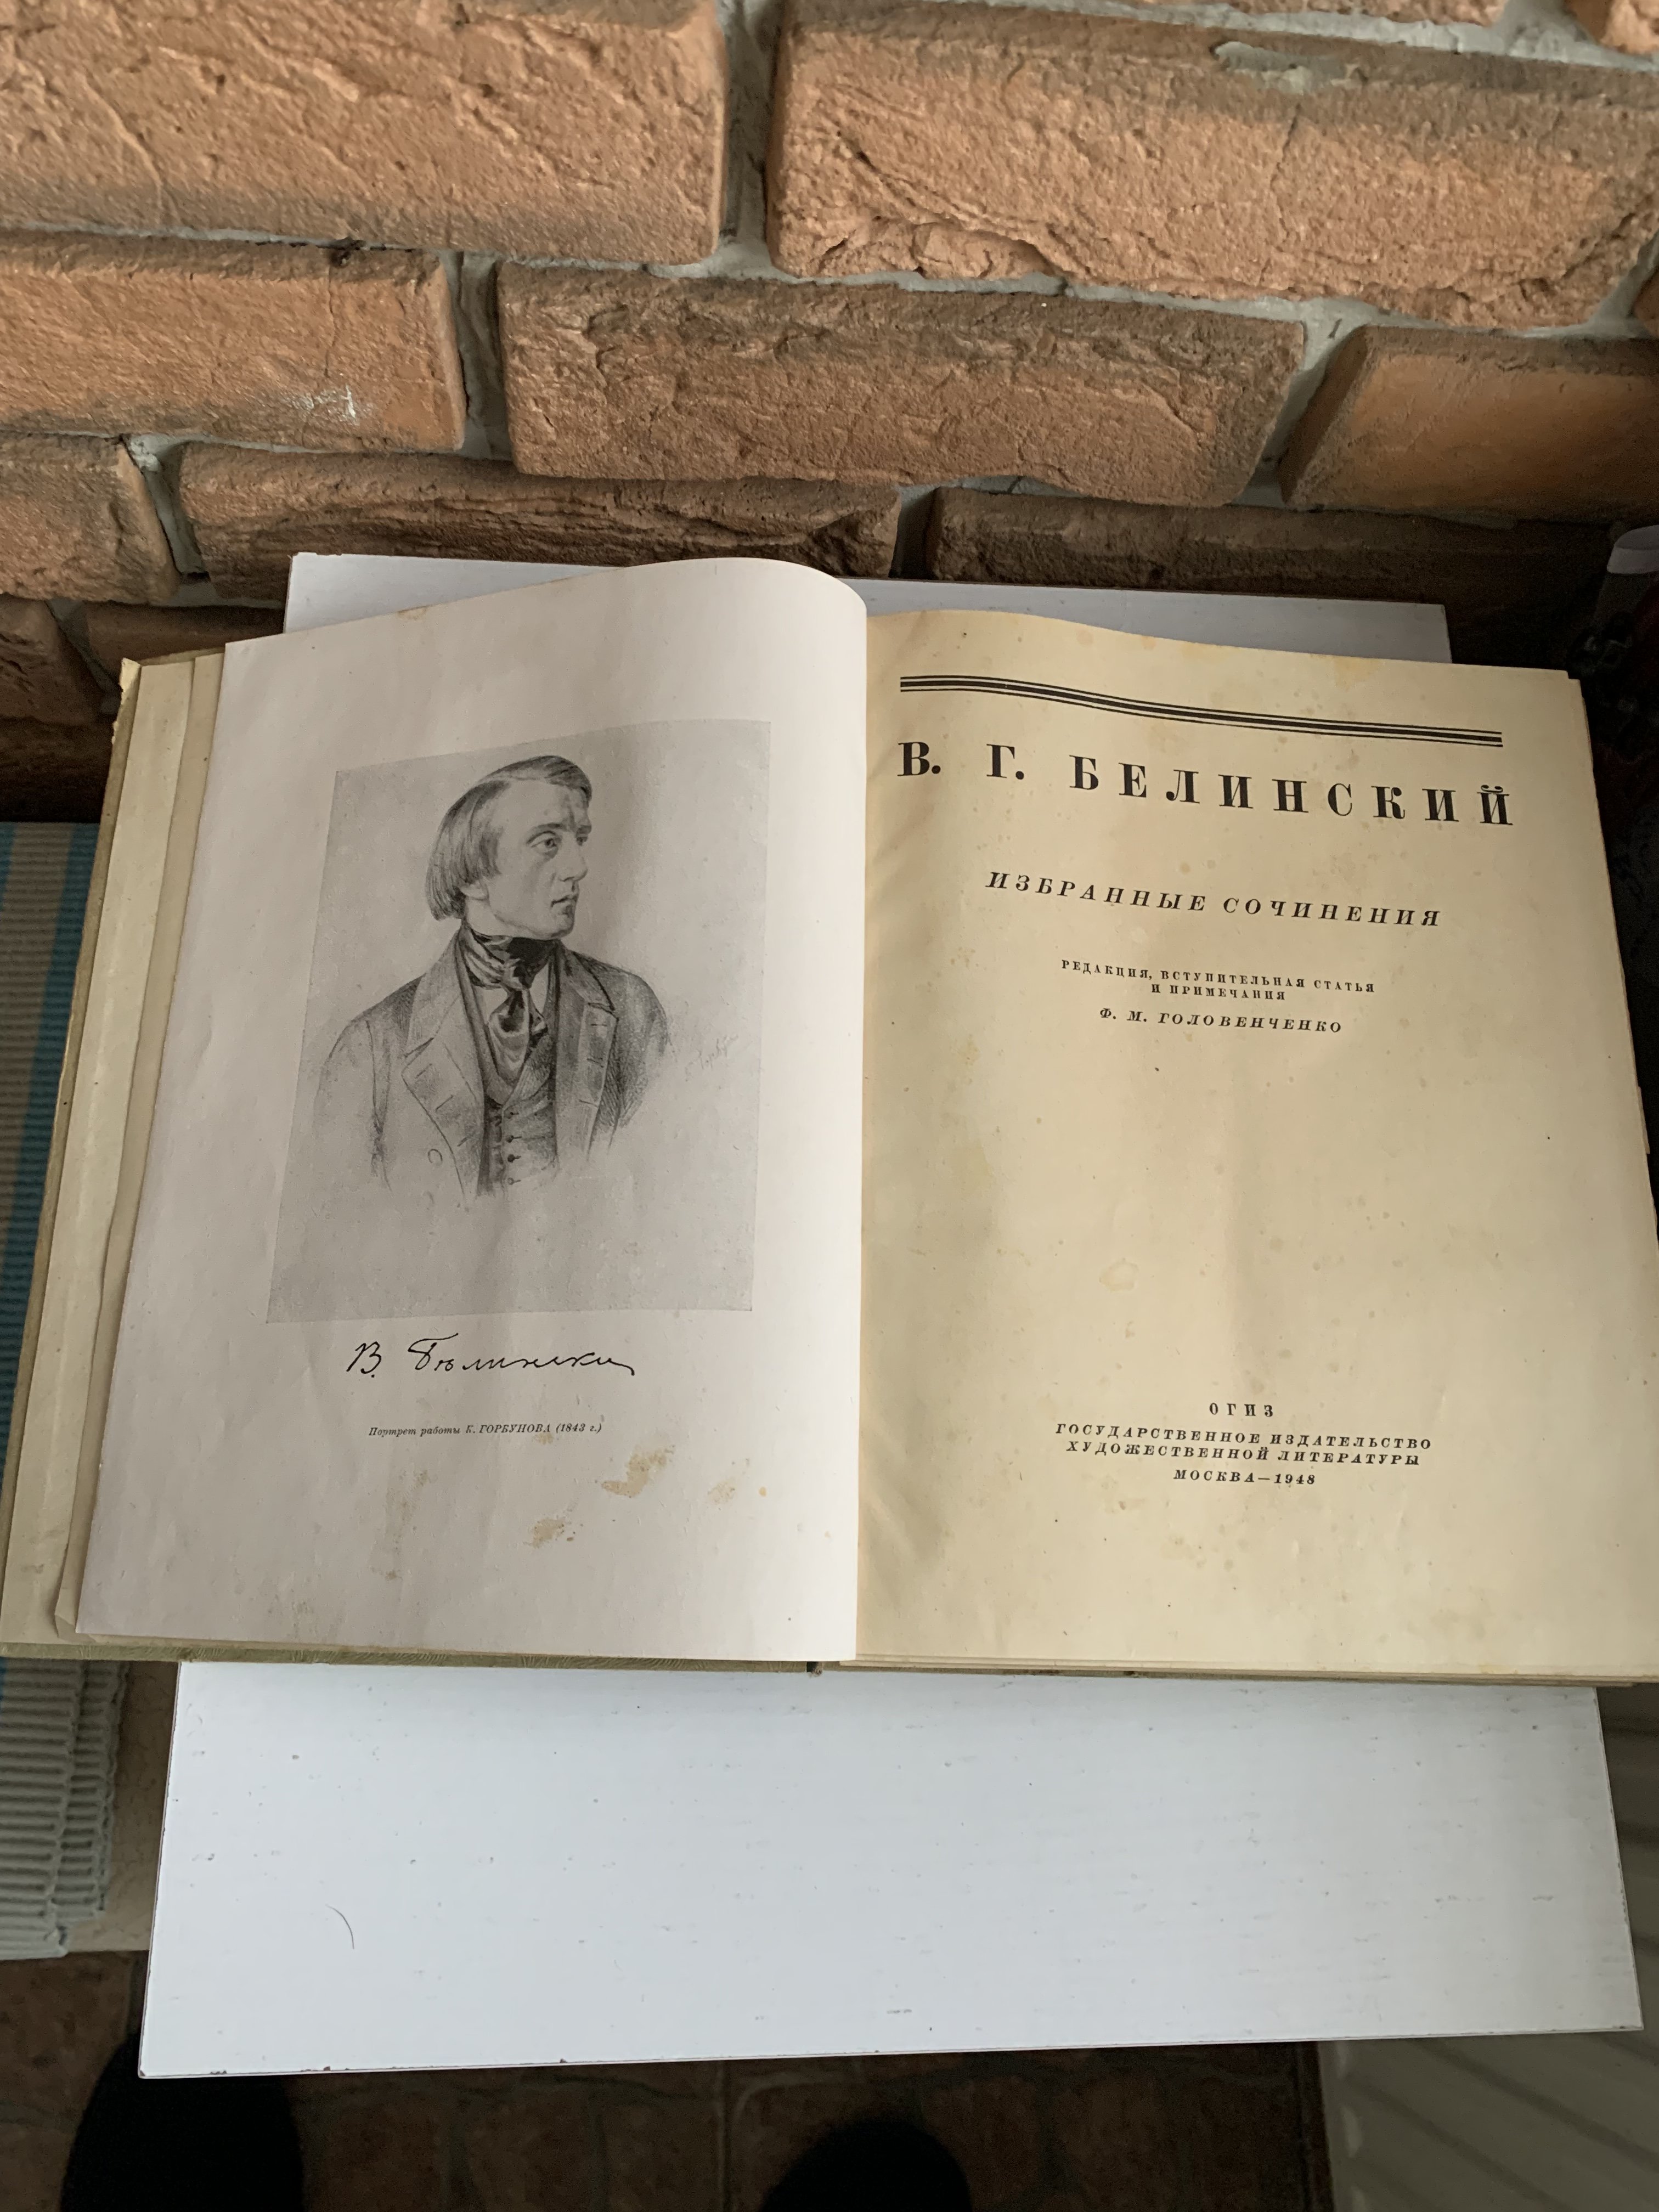 В. Белинский
Портрет работы К. ГОРБУНОВА (1843 г.)
В. Г. БЕЛИНСКИЙ
ИЗБРАННЫЕ СОЧИНЕНИЯ
РЕДАКЦИЯ, ВСТУПИТЕЛЬНАЯ СТАТЬЯ
И ПРИМЕЧАНИЯ
Ф. М. ГОЛОВЕНЧЕНКО
ОГИЗ
ГОСУДАРСТВЕННОЕ ИЗДАТЕЛЬСТВО
ХУДОЖЕСТВЕННОЙ ЛИТЕРАТУРЫ
МОСКВА—1948